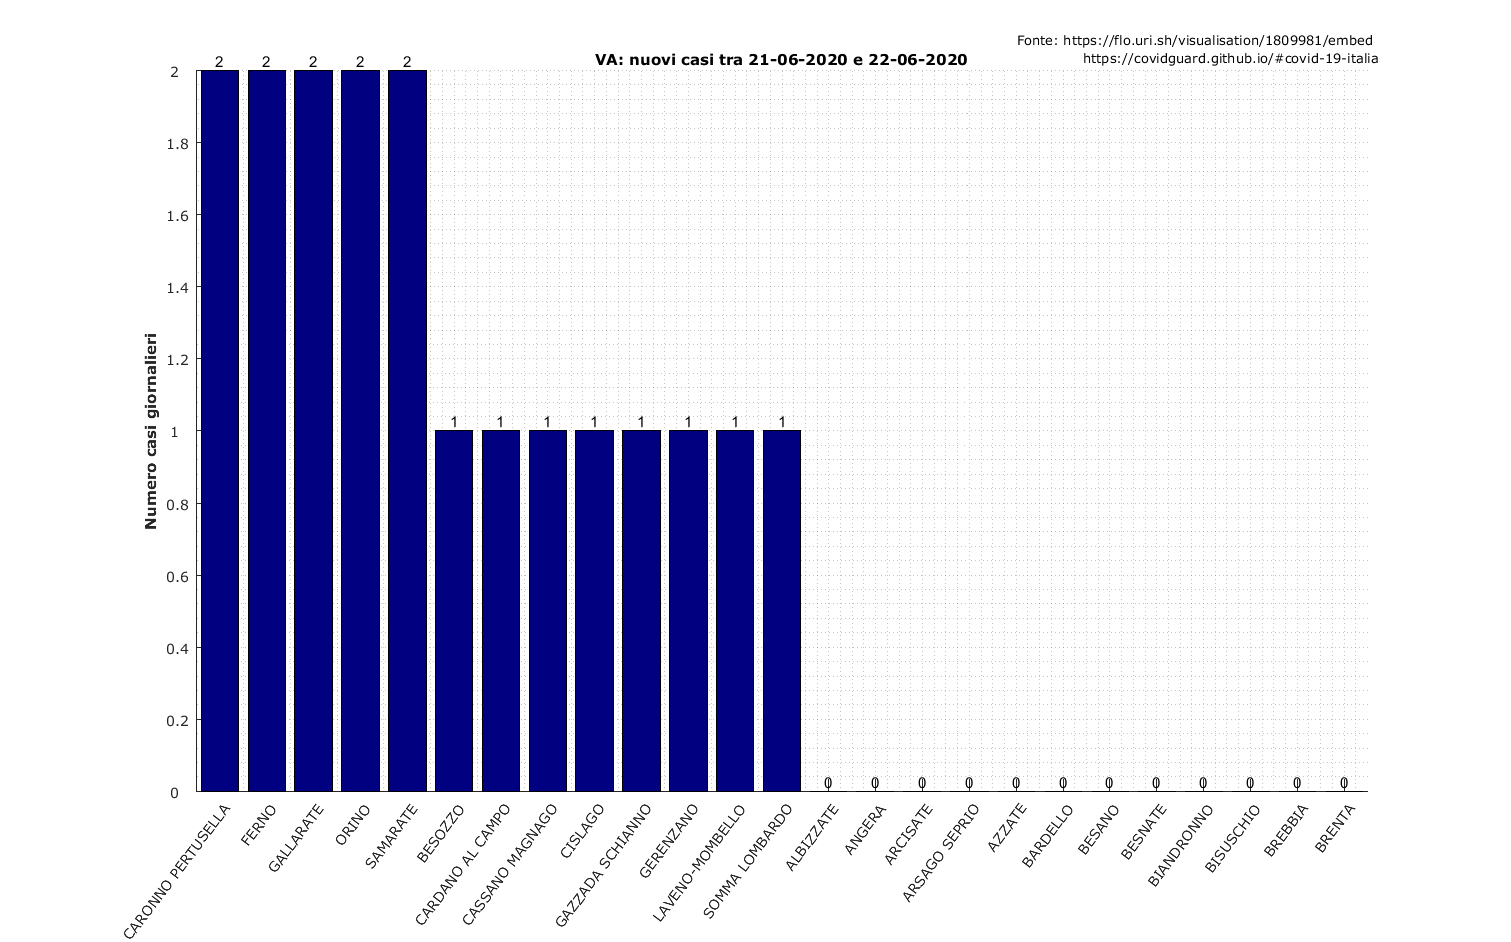 Fonte: https://flo.uri.sh/visualisation/1809981/embed
VA: nuovi casi tra 21-06-2020 e 22-06-2020
https://covidguard.github.io/#covid-19-italia
2 2 2 2 2
2
1.8
1.6
1.4
1.2
1
0.8
0.6
0.4
0.2
0
Numero casi giornalieri
1 1 1 1 1 1 1 1
0 0 0 0 0 0 0 0 0 0 0 0
CARONNO PERTUSELLA
FERNO
GALLARATE
ORINO
SAMARATE
BESOZZO
CARDANO AL CAMPO
CASSANO MAGNAGO
CISLAGO
GAZZADA SCHIANNO
GERENZANO
LAVENO-MOMBELLO
SOMMA LOMBARDO
ALBIZZATE
ANGERA
ARCISATE
ARSAGO SEPRIO
AZZATE
BARDELLO
BESANO
BESNATE
BIANDRONNO
BISUSCHIO
BREBBIA
BRENTA